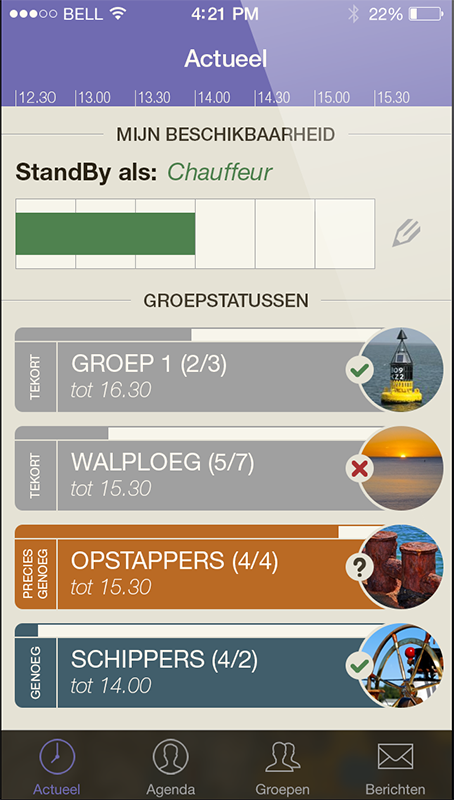 BELL 4:21 PM 22%
Actueel
12.30 13.00 13.30 14.00 14.30 15.00 15.30
MIJN BESCHIKBAARHEID
StandBy als: Chauffeur
GROEPSTATUSSEN
TEKORT
GROEP 1 (2/3)
tot 16.30
TEKORT
WALPLOEG (5/7)
tot 15.30
PRECIES
GENOEG
OPSTAPPERS (4/4)
tot 15.30
?
GENOEG
SCHIPPERS (4/2)
tot 14.00
Actueel Agenda Groepen Berichten